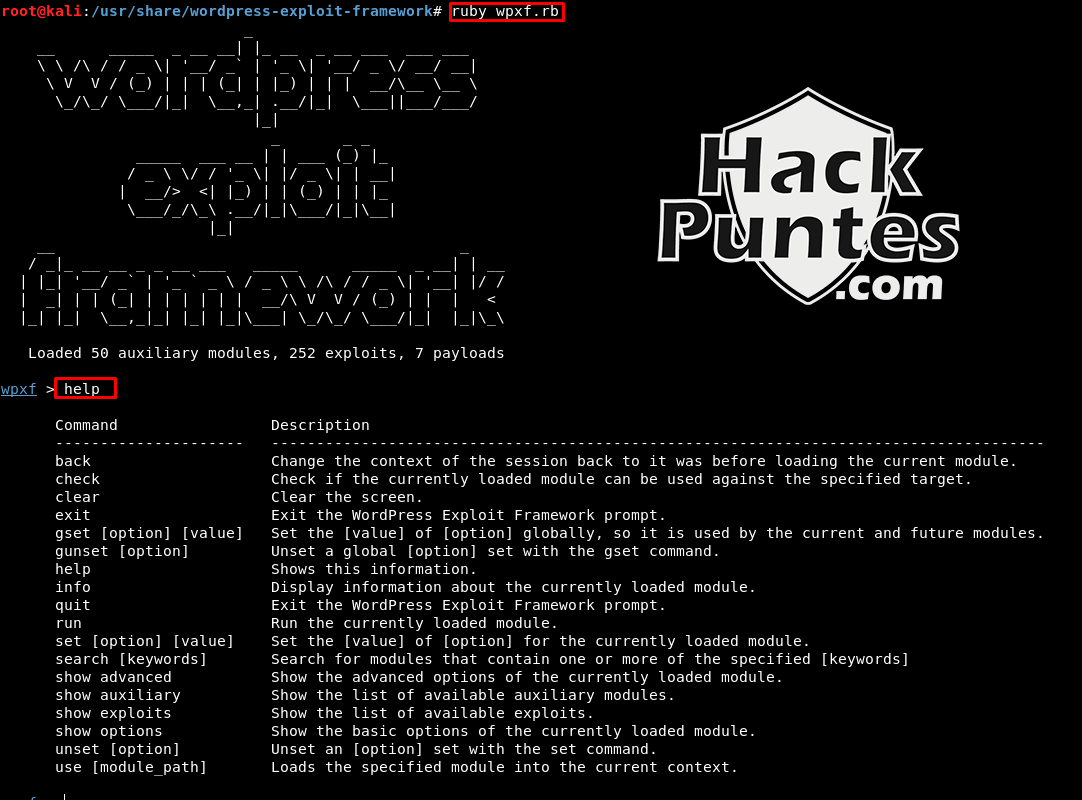 root@kali:/usr/share/wordpress-exploit-framework# ruby wpxf.rb
wordpress
exploit
framework
Hack
Puntes
.com
Loaded 50 auxiliary modules, 252 exploits, 7 payloads
wpxf > help
Command Description
--------------------- --------------------------------------------------------------------------------------
back Change the context of the session back to it was before loading the current module.
check Check if the currently loaded module can be used against the specified target.
clear Clear the screen.
exit Exit the WordPress Exploit Framework prompt.
gset [option] [value] Set the [value] of [option] globally, so it is used by the current and future modules.
gunset [option] Unset a global [option] set with the gset command.
help Shows this information.
info Display information about the currently loaded module.
quit Exit the WordPress Exploit Framework prompt.
run Run the currently loaded module.
set [option] [value] Set the [value] of [option] for the currently loaded module.
search [keywords] Search for modules that contain one or more of the specified [keywords]
show advanced Show the advanced options of the currently loaded module.
show auxiliary Show the list of available auxiliary modules.
show exploits Show the list of available exploits.
show options Show the basic options of the currently loaded module.
unset [option] Unset an [option] set with the set command.
use [module_path] Loads the specified module into the current context.